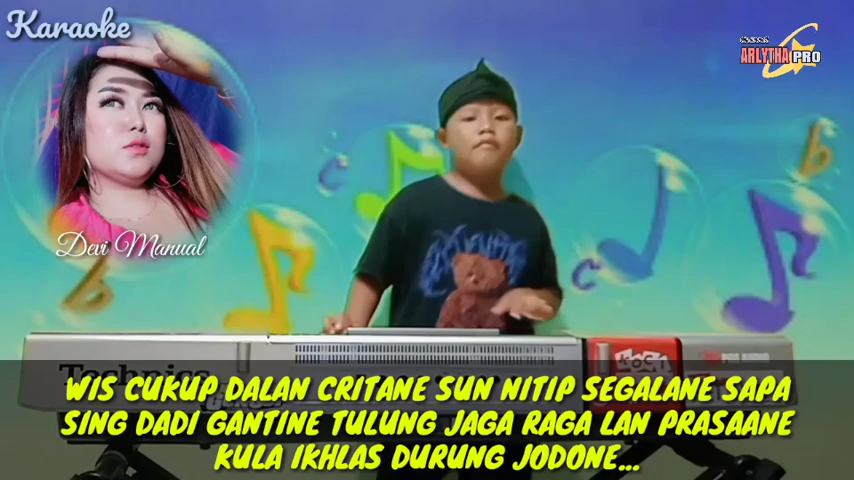 Karaoke
ARLYTHA PRO
Devi Manual
Technics
WIS CUKUP DALAN CRITANE SUN NITIP SEGALANE SAPA
SING DADI GANTINE TULUNG JAGA RAGA LAN PRASAANE
KULA IKHLAS DURUNG JODONE...